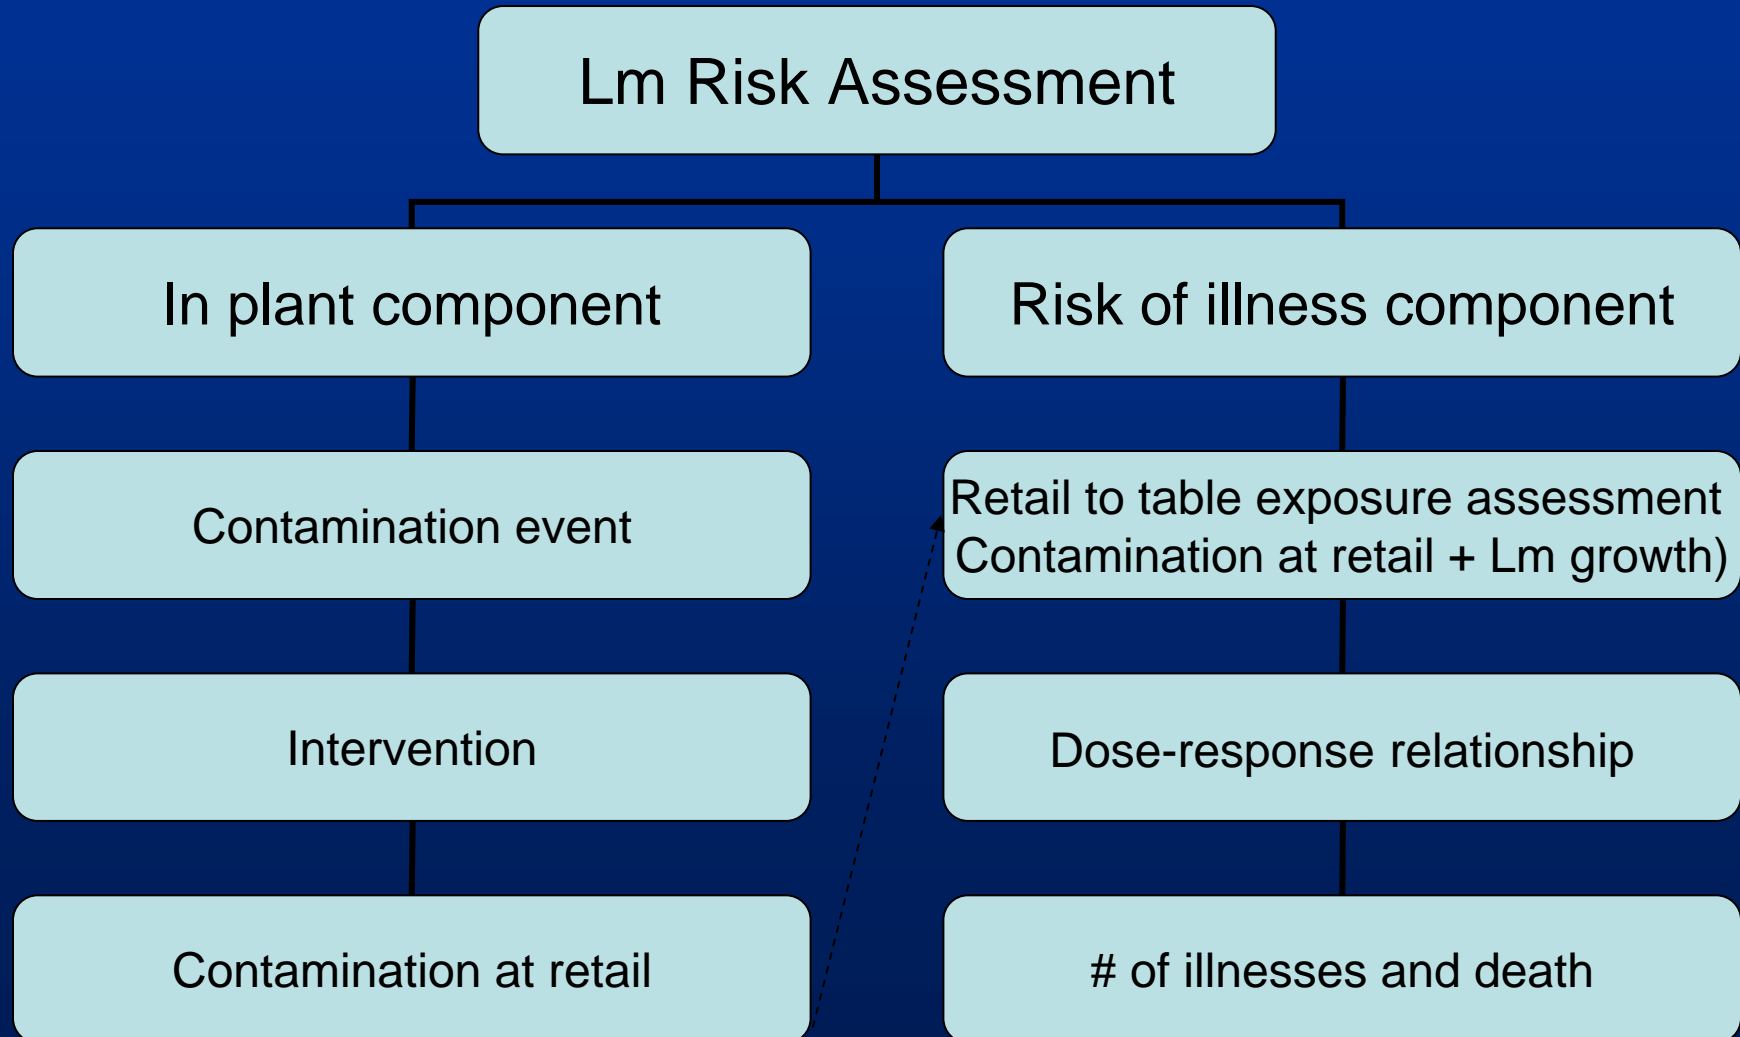 Lm Risk Assessment
In plant component
Contamination event
Intervention
Contamination at retail
Risk of illness component
Retail to table exposure assessment
Contamination at retail + Lm growth)
Dose-response relationship
# of illnesses and death